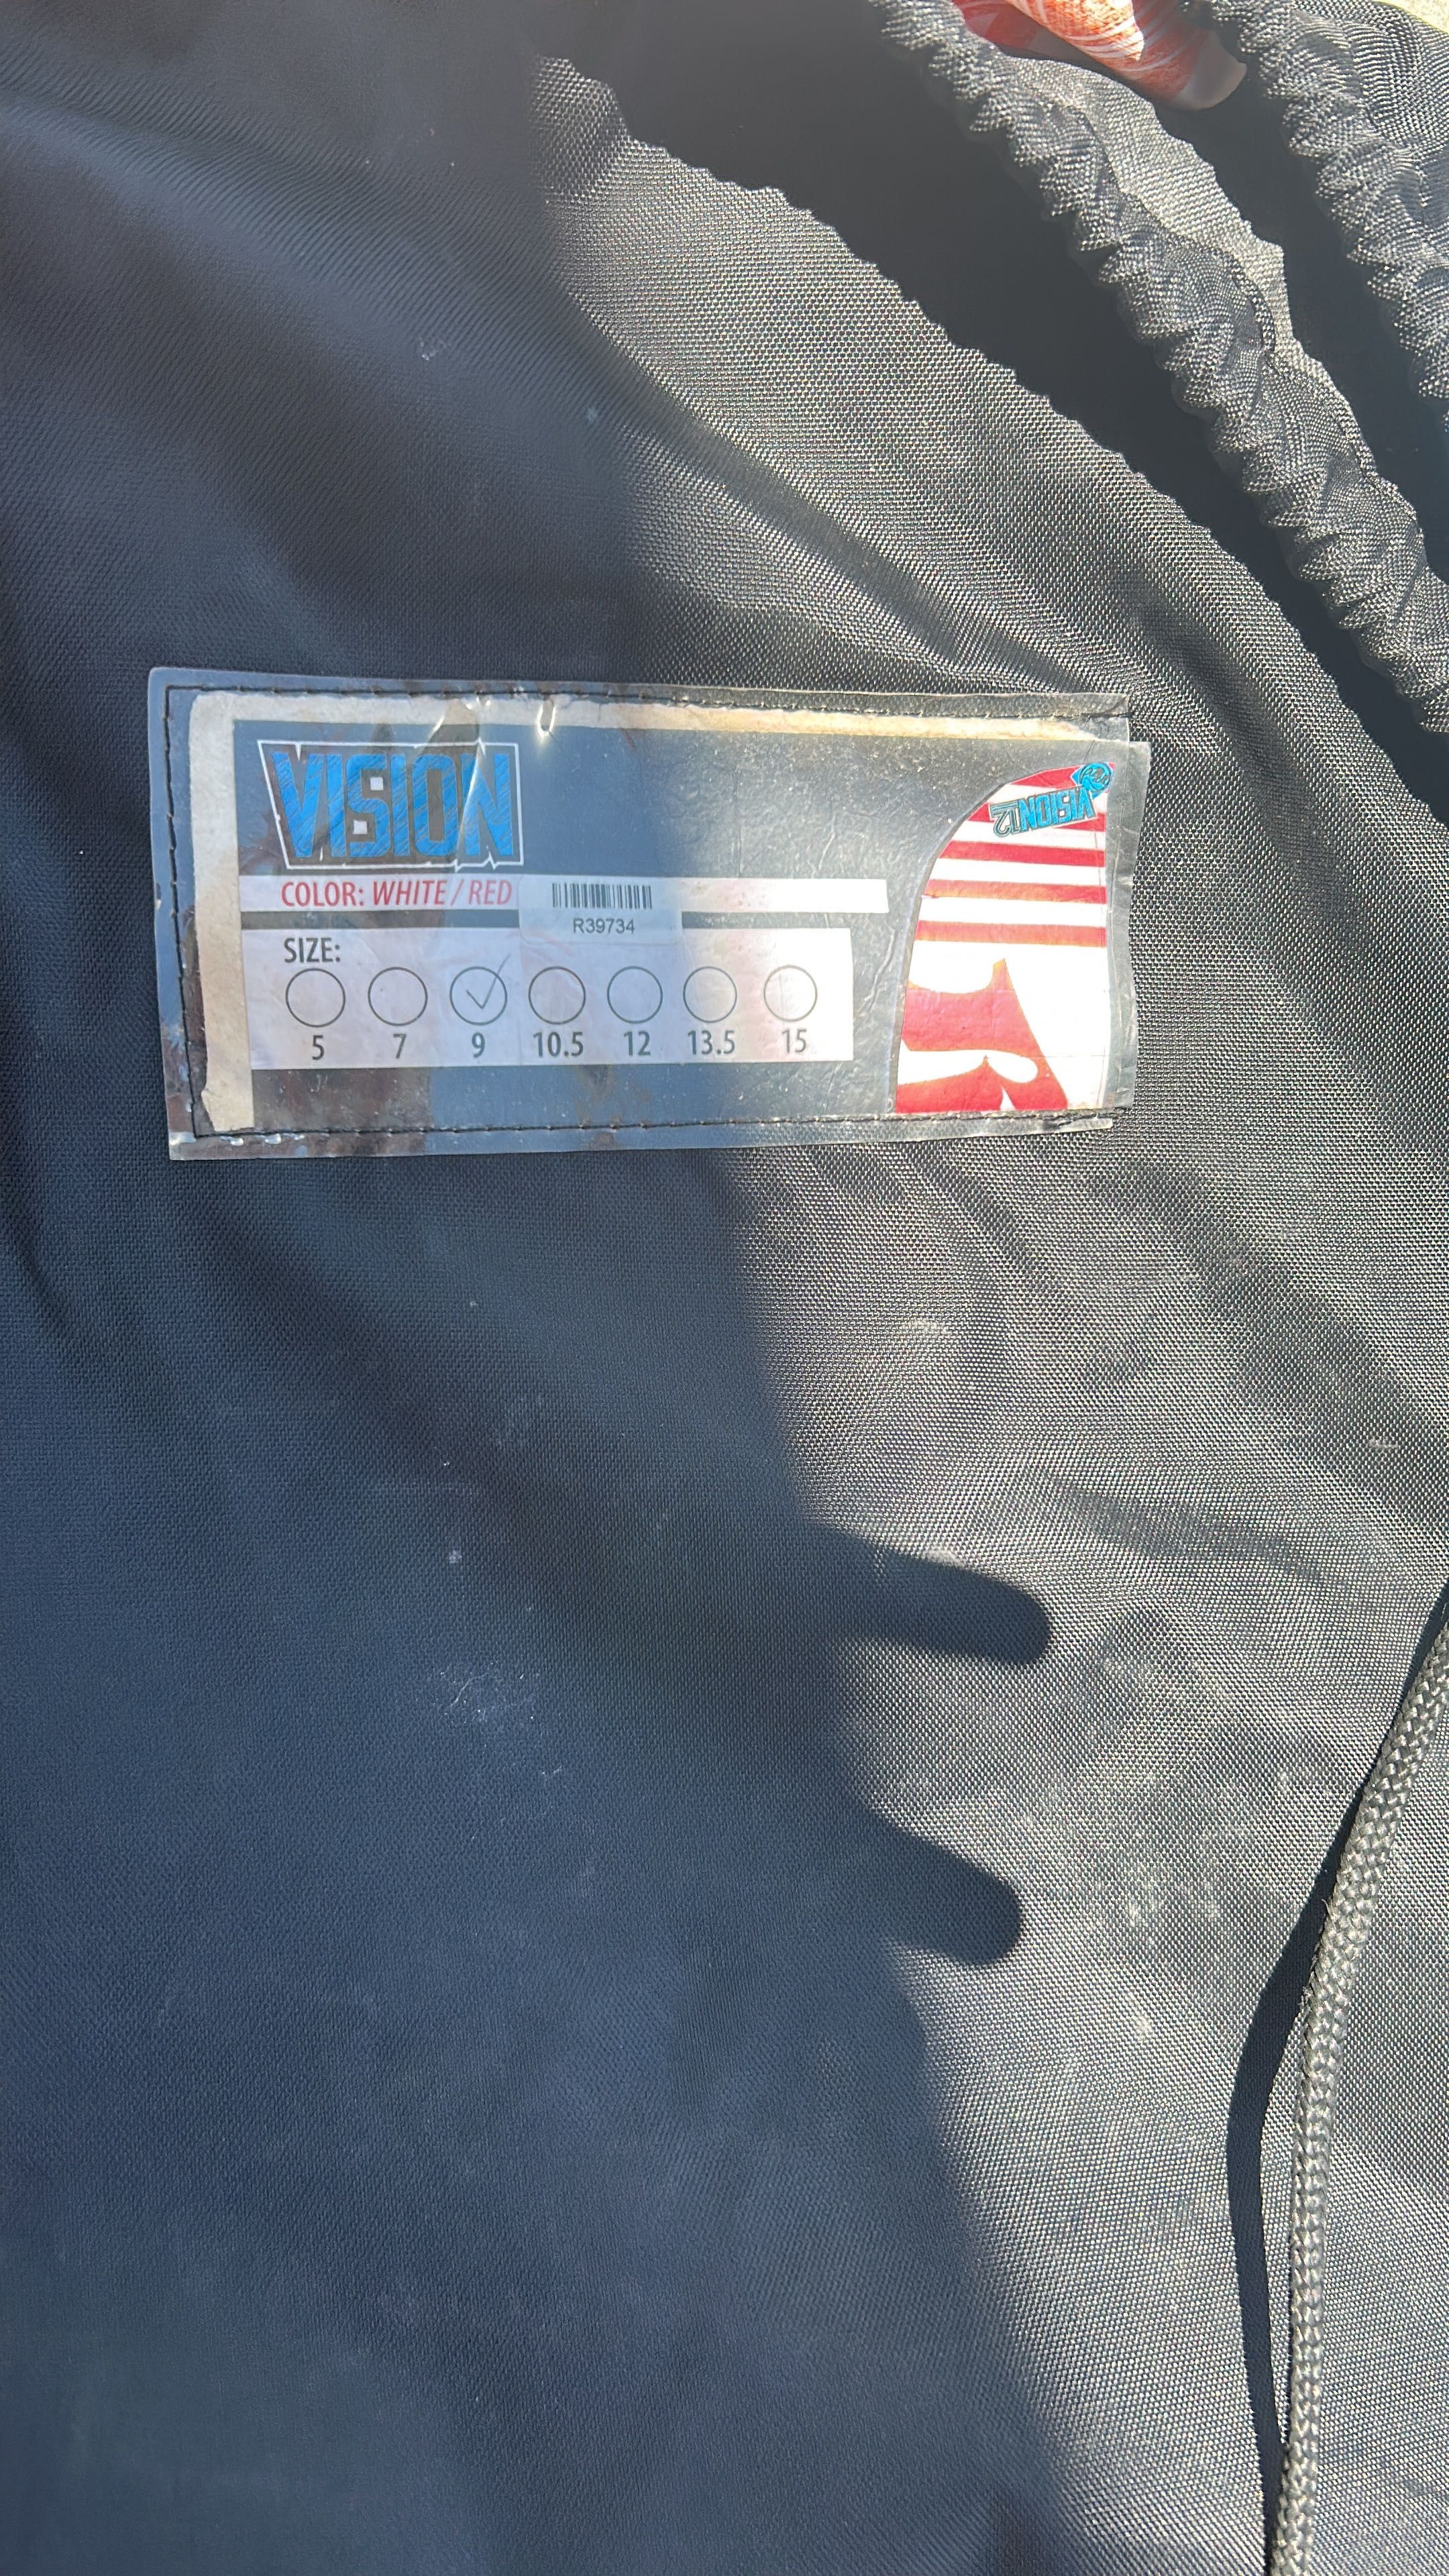 VISION
VISION12
COLOR: WHITE / RED
R39734
SIZE:
5 7 9 10.5 12 13.5 15